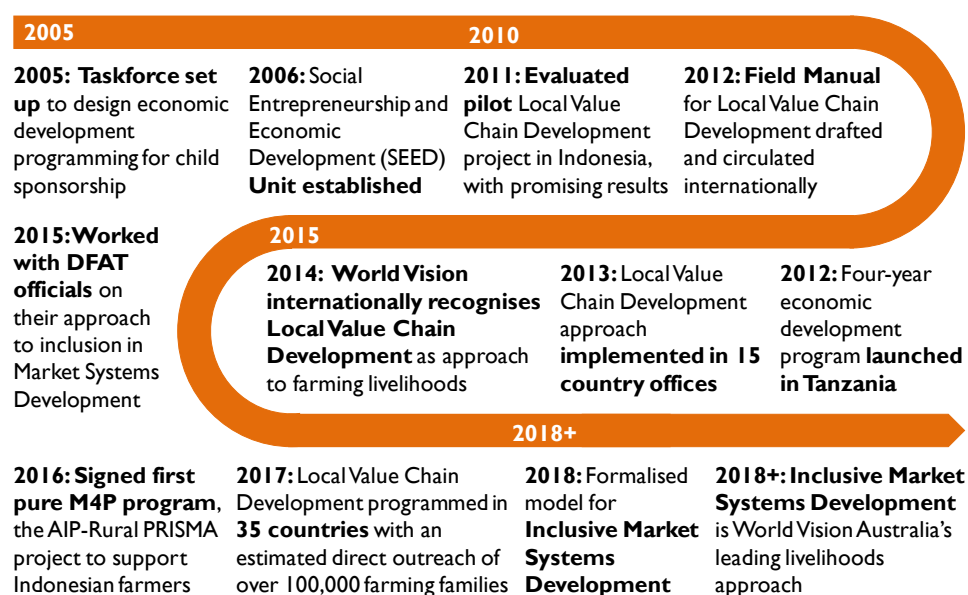 2005
2010
2005: Taskforce set
up to design economic
development
programming for child
sponsorship
2006: Social
Entrepreneurship and
Economic
Development (SEED)
Unit established
2011: Evaluated
pilot Local Value
Chain Development
project in Indonesia,
with promising results
2012: Field Manual
for Local Value Chain
Development drafted
and circulated
internationally
2015
2012: Four-year
economic
development
program launched
in Tanzania
2013: Local Value
Chain Development
approach
implemented in 15
country offices
2014: World Vision
internationally recognises
Local Value Chain
Development as approach
to farming livelihoods
2015: Worked
with DFAT
officials on
their approach
to inclusion in
Market Systems
Development
2018+
2016: Signed first
pure M4P program,
the AIP-Rural PRISMA
project to support
Indonesian farmers
2017: Local Value Chain
Development programmed in
35 countries with an
estimated direct outreach of
over 100,000 farming families
2018: Formalised
model for
Inclusive Market
Systems
Development
2018+: Inclusive Market
Systems Development
is World Vision Australia's
leading livelihoods
approach